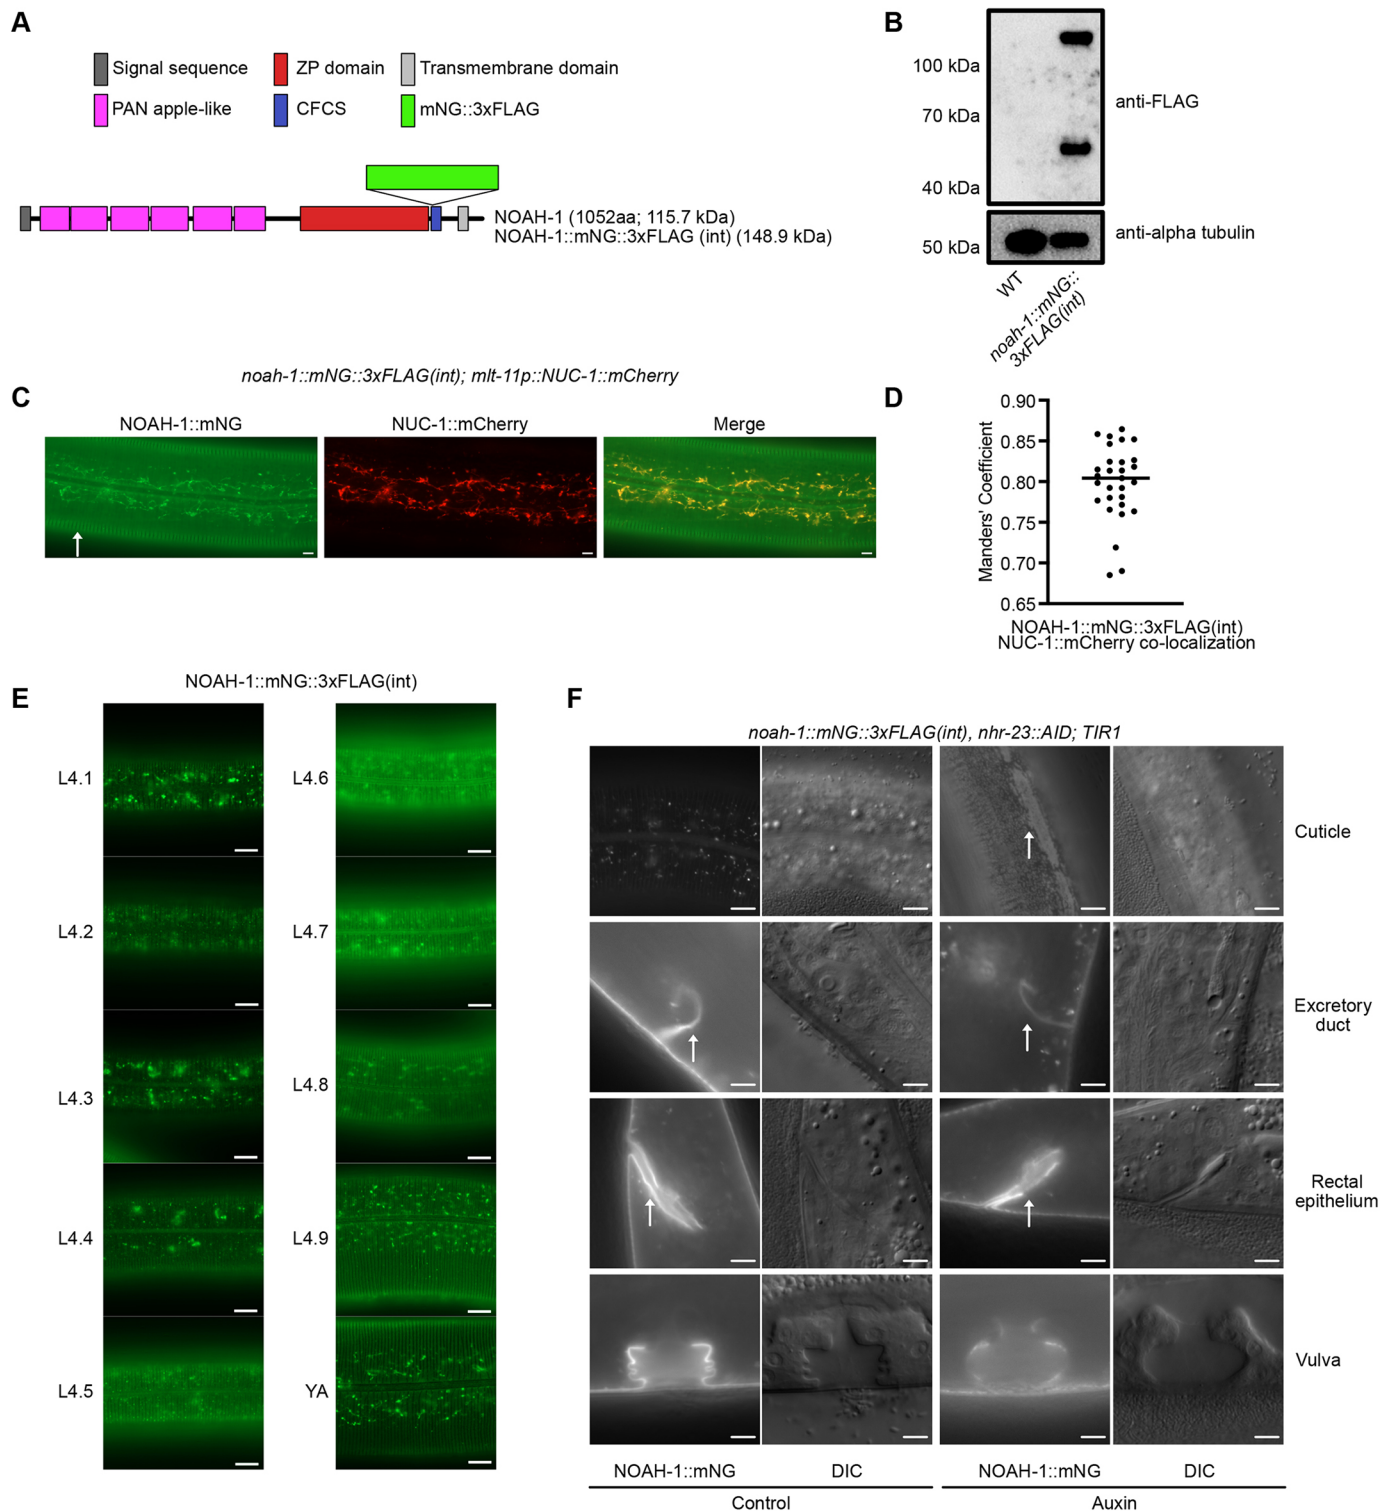 A
Signal sequence
ZP domain
Transmembrane domain
PAN apple-like
CFCS
mNG::3xFLAG
NOAH-1 (1052aa; 115.7 kDa)
NOAH-1::mNG::3xFLAG (int) (148.9 kDa)
B
100 kDa
70 kDa
40 kDa
50 kDa
anti-FLAG
anti-alpha tubulin
WT
noah-1::mNG::
3xFLAG(int)
noah-1::mNG::3xFLAG(int); mlt-11p::NUC-1::mCherry
C
NOAH-1::mNG
NUC-1::mCherry
Merge
D
Manders' Coefficient
0.90
0.85
0.80
0.75
0.70
0.65
NOAH-1::mNG::3xFLAG(int)
NUC-1::mCherry co-localization
E
NOAH-1::mNG::3xFLAG(int)
L4.1
L4.2
L4.3
L4.4
L4.5
L4.6
L4.7
L4.8
L4.9
YA
F
noah-1::mNG::3xFLAG(int), nhr-23::AID; TIR1
Cuticle
Excretory
duct
Rectal
epithelium
Vulva
NOAH-1::mNG
DIC
NOAH-1::mNG
DIC
Control
Auxin